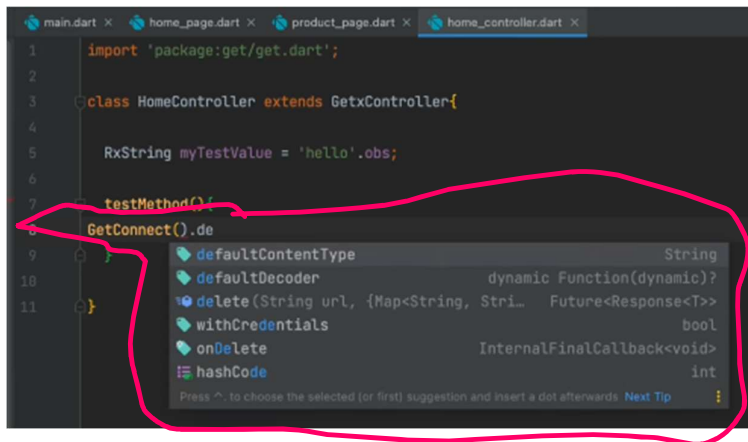 main.dart × home_page.dart × product_page.dart × home_controller.dart ×
1 import 'package:get/get.dart';
2
3 class HomeController extends GetxController{
4
5 RxString myTestValue = 'hello'.obs;
6
7 testMethod(){
8 GetConnect().de
9 }
10
11 }
defaultContentType String
defaultDecoder dynamic Function(dynamic)?
delete(String url, {Map<String, Stri... Future<Response<T>>
withCredentials bool
onDelete InternalFinalCallback<void>
hashCode int
Press ^. to choose the selected (or first) suggestion and insert a dot afterwards Next Tip